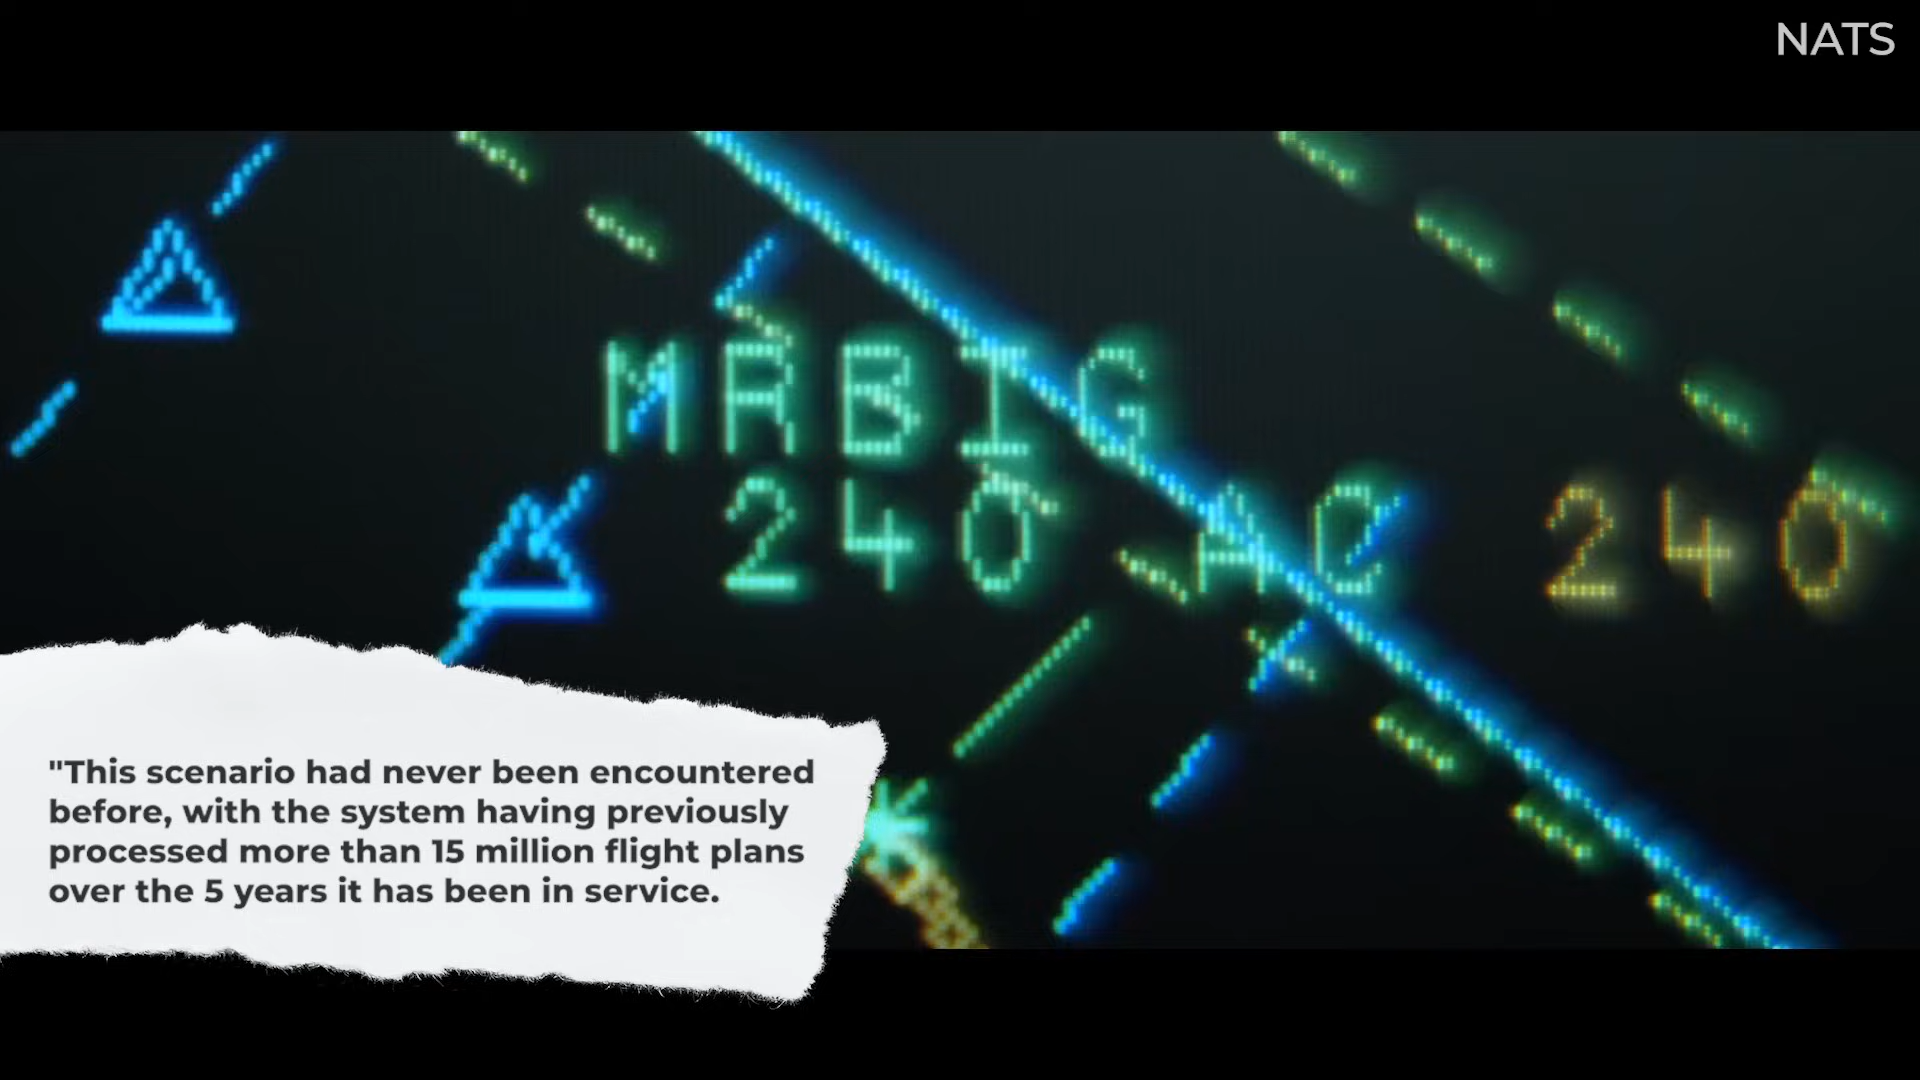 NATS
MRBIG
240 AC 240
"This scenario had never been encountered
before, with the system having previously
processed more than 15 million flight plans
over the 5 years it has been in service.